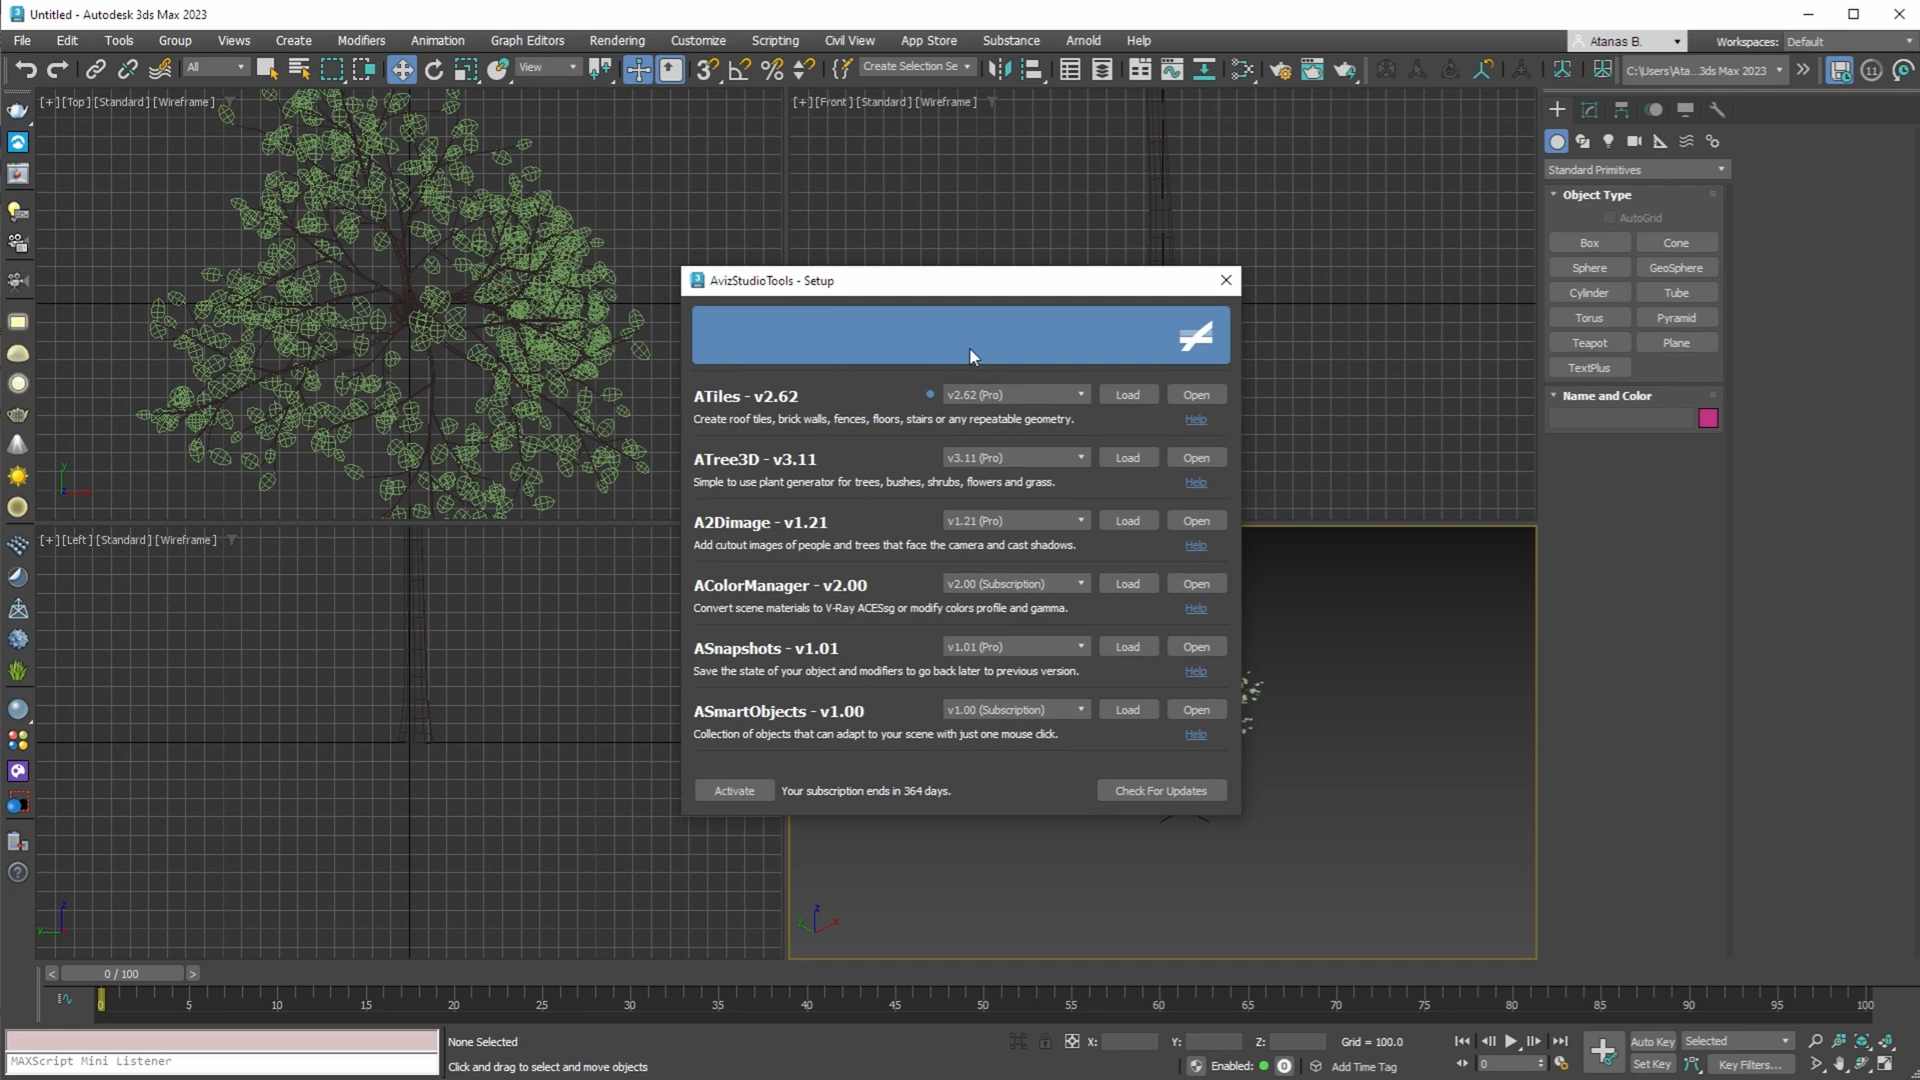 Untitled - Autodesk 3ds Max 2023
File Edit Tools Group Views Create Modifiers Animation Graph Editors Rendering Customize Scripting Civil View App Store Substance Arnold Help
Atanas B. Workspaces: Default
All View Create Selection Se C:\Users\Ata...3ds Max 2023
[+] [Top] [Standard] [Wireframe]
[+] [Front] [Standard] [Wireframe]
Standard Primitives
Object Type
AutoGrid
Box Cone
Sphere GeoSphere
Cylinder Tube
Torus Pyramid
Teapot Plane
TextPlus
Name and Color
AvizStudioTools - Setup
ATiles - v2.62 v2.62 (Pro) Load Open
Create roof tiles, brick walls, fences, floors, stairs or any repeatable geometry. Help
ATree3D - v3.11 v3.11 (Pro) Load Open
Simple to use plant generator for trees, bushes, shrubs, flowers and grass. Help
A2Dimage - v1.21 v1.21 (Pro) Load Open
Add cutout images of people and trees that face the camera and cast shadows. Help
AColorManager - v2.00 v2.00 (Subscription) Load Open
Convert scene materials to V-Ray ACESsg or modify colors profile and gamma. Help
ASnapshots - v1.01 v1.01 (Pro) Load Open
Save the state of your object and modifiers to go back later to previous version. Help
ASmartObjects - v1.00 v1.00 (Subscription) Load Open
Collection of objects that can adapt to your scene with just one mouse click. Help
Activate Your subscription ends in 364 days. Check For Updates
[+] [Left] [Standard] [Wireframe]
z
y
x
< 0 / 100 >
0 5 10 15 20 25 30 35 40 45 50 55 60 65 70 75 80 85 90 95 100
None Selected X: Y: Z: Grid = 100.0 Auto Key Selected
MAXScript Mini Listener Click and drag to select and move objects Enabled: 0 Add Time Tag 0 Set Key Key Filters...